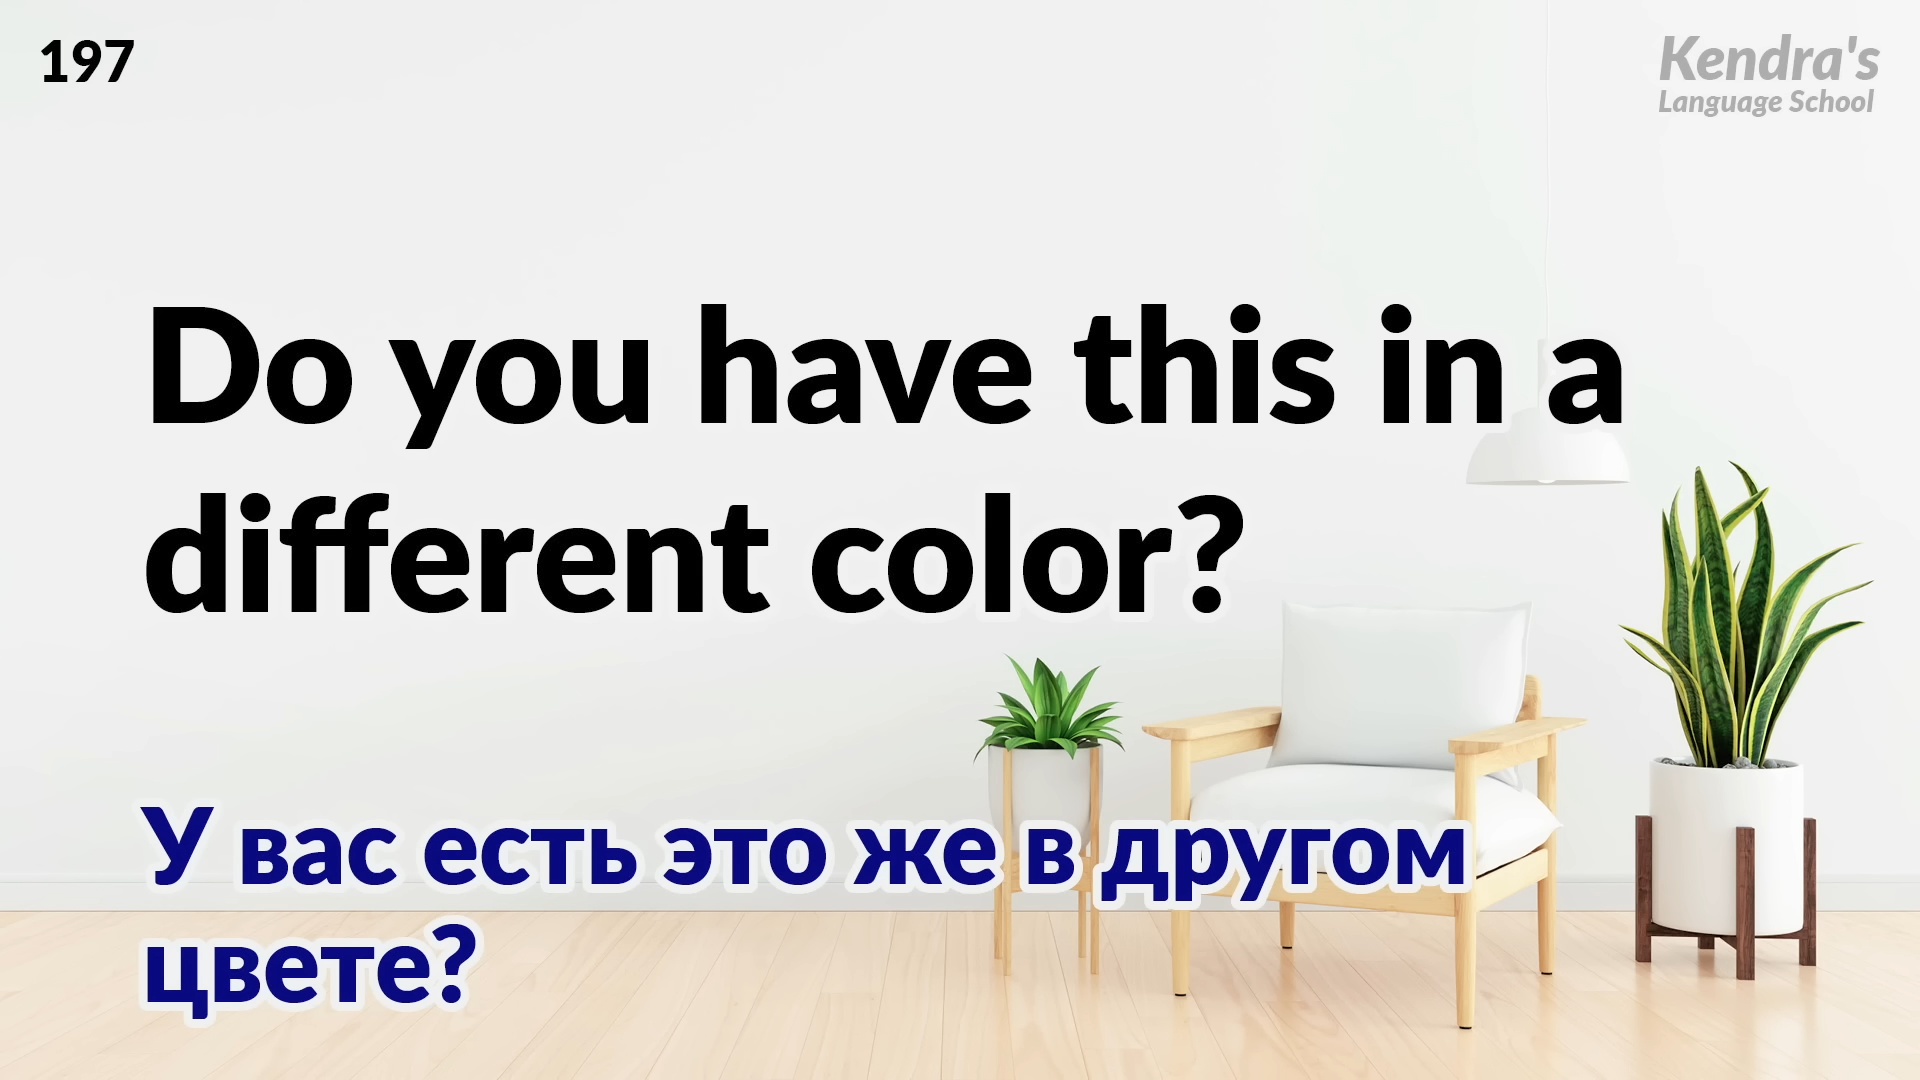 197
Kendra's
Language School
Do you have this in a
different color?
У вас есть это же в другом
цвете?